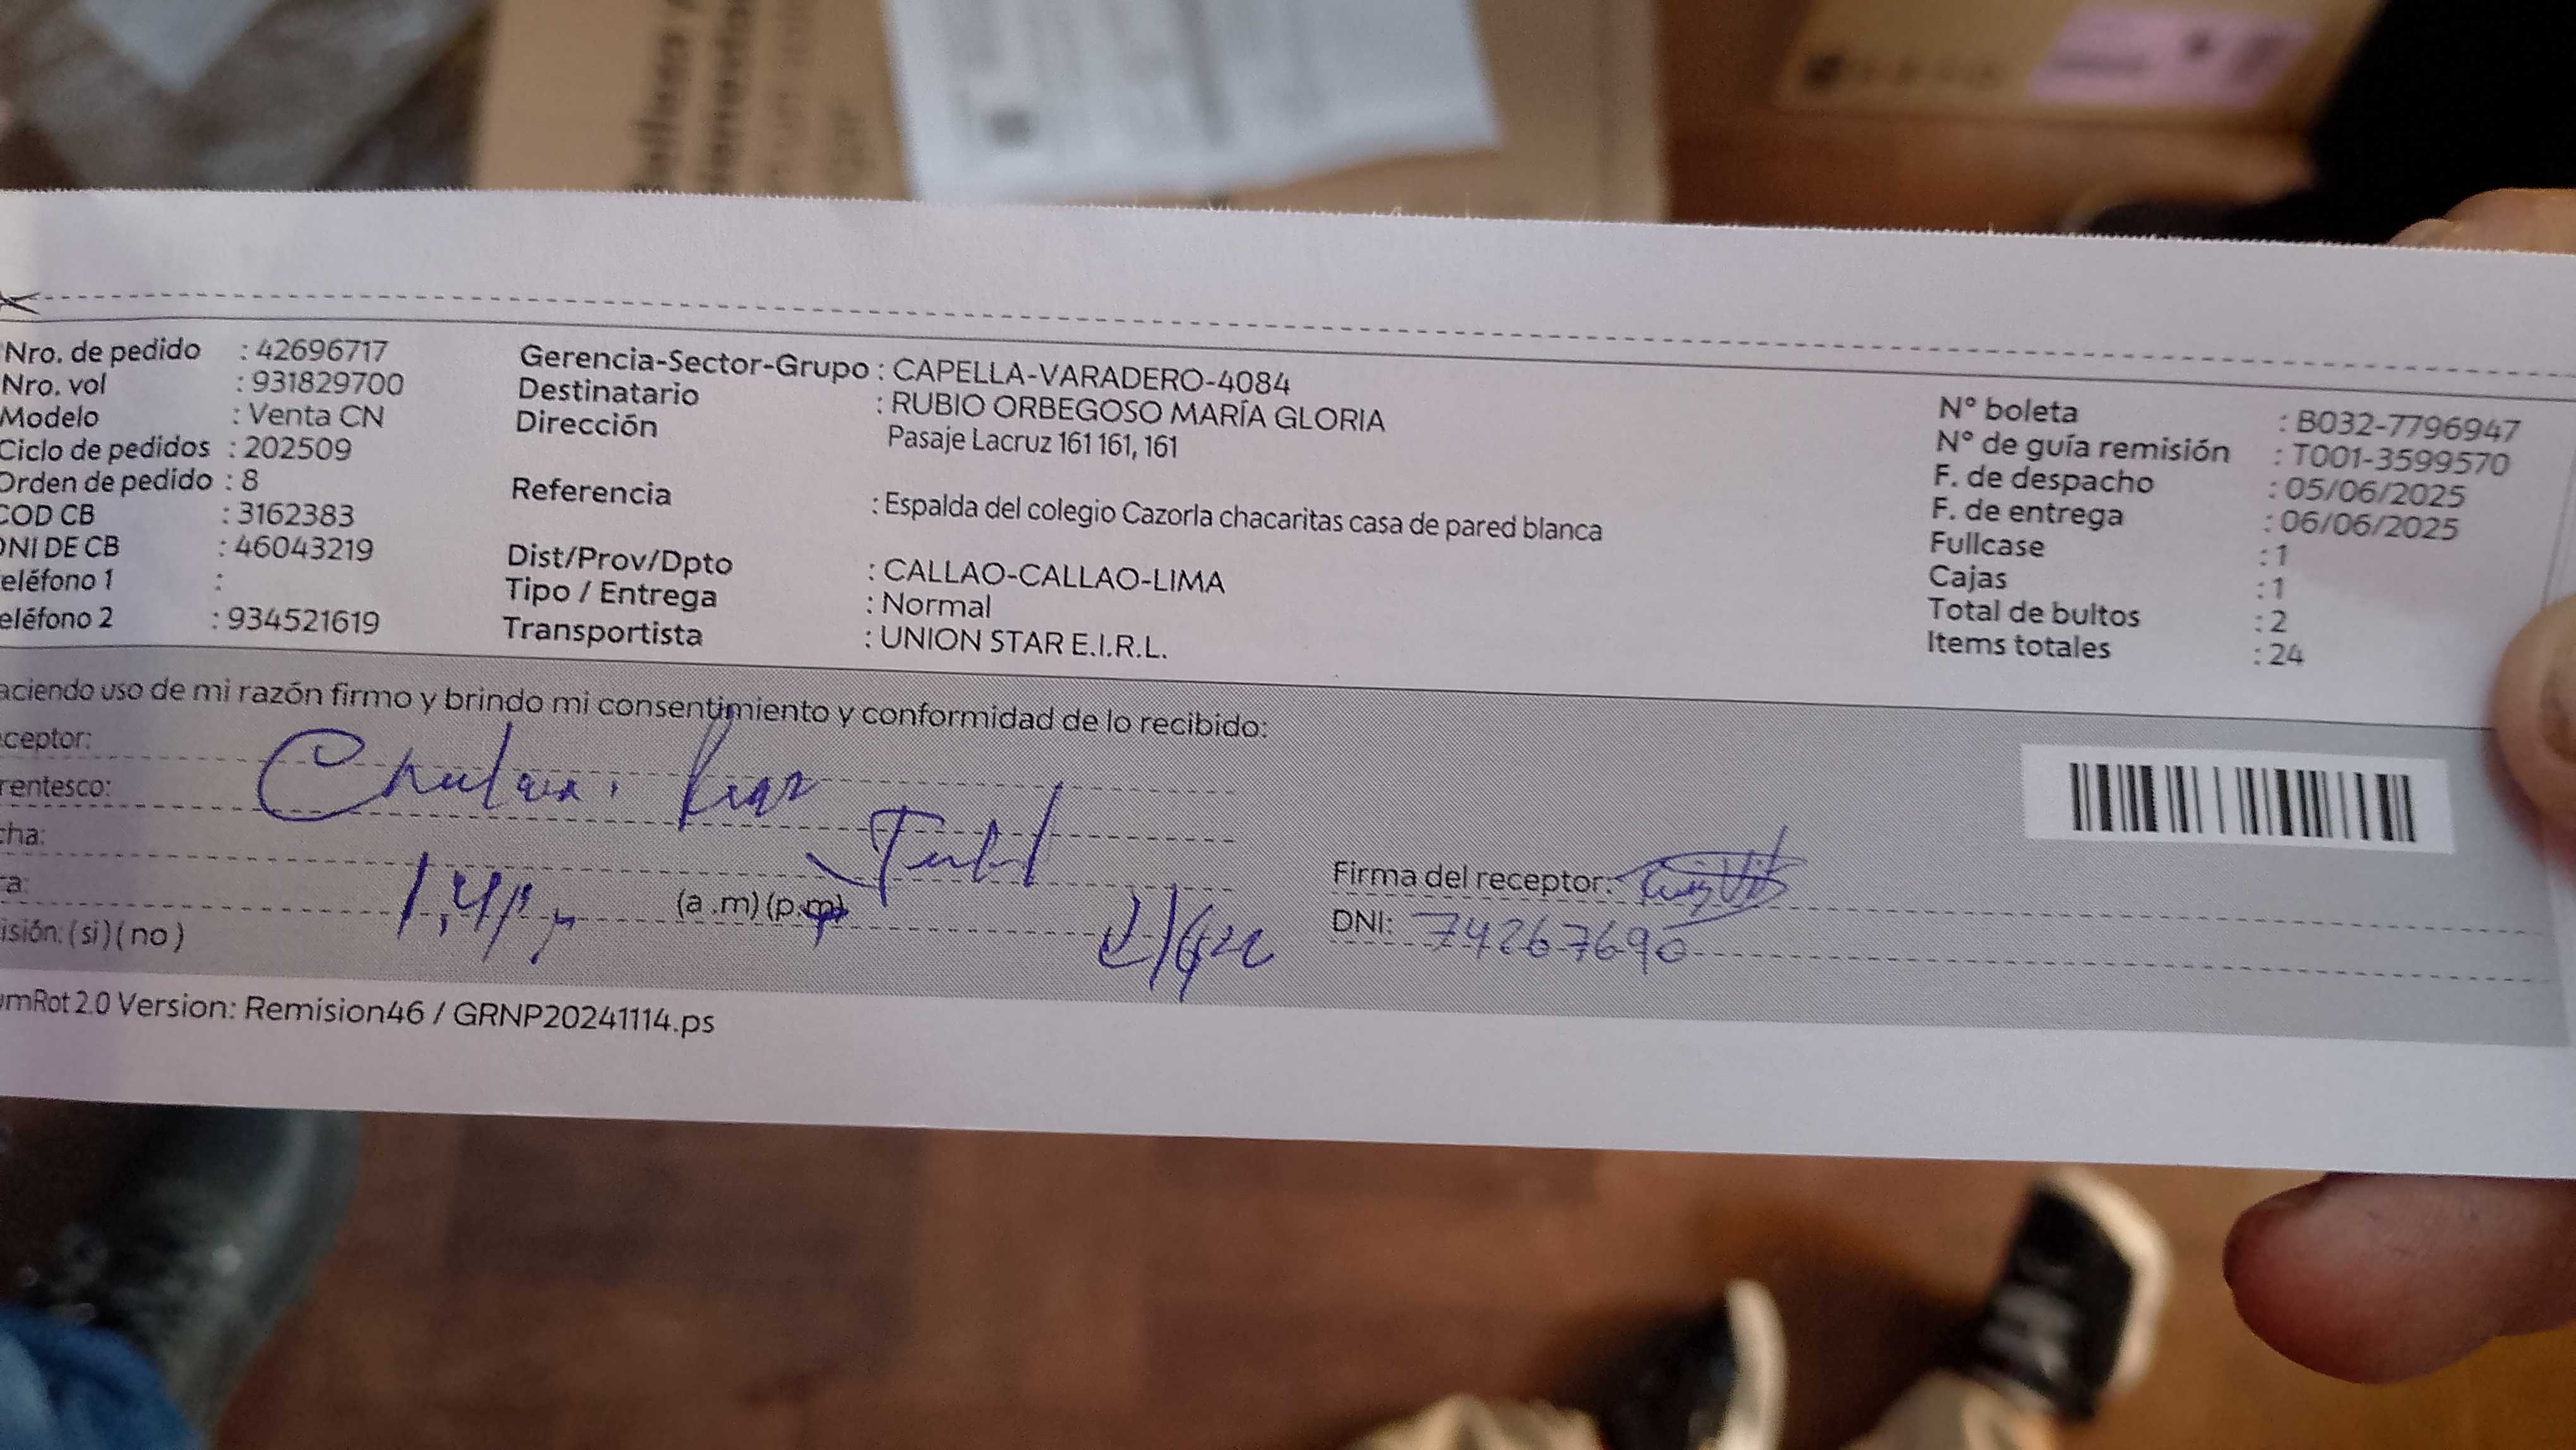 Nro. de pedido : 42696717
Nro. vol : 931829700
Modelo : Venta CN
Ciclo de pedidos : 202509
Orden de pedido : 8
COD CB : 3162383
DNI DE CB : 46043219
eléfono 1 :
eléfono 2 : 934521619
Gerencia-Sector-Grupo : CAPELLA-VARADERO-4084
Destinatario : RUBIO ORBEGOSO MARÍA GLORIA
Dirección Pasaje Lacruz 161 161, 161
Referencia : Espalda del colegio Cazorla chacaritas casa de pared blanca
Dist/Prov/Dpto : CALLAO-CALLAO-LIMA
Tipo / Entrega : Normal
Transportista : UNION STAR E.I.R.L.
N° boleta : B032-7796947
N° de guía remisión : T001-3599570
F. de despacho : 05/06/2025
F. de entrega : 06/06/2025
Fullcase : 1
Cajas : 1
Total de bultos : 2
Items totales : 24
aciendo uso de mi razón firmo y brindo mi consentimiento y conformidad de lo recibido:
ceptor:
rentesco:
cha:
a: (a .m) (p.m)
isión: (si) (no)
Firma del receptor:
DNI: 74267690
umRot 2.0 Version: Remision46 / GRNP20241114.ps